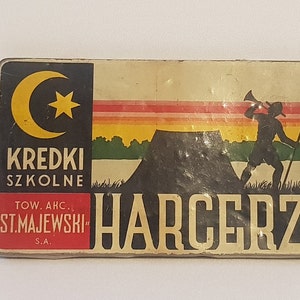 KREDKI
SZKOLNE
TOW. AKC.
„ST.MAJEWSKI"
S.A.
HARCERZ